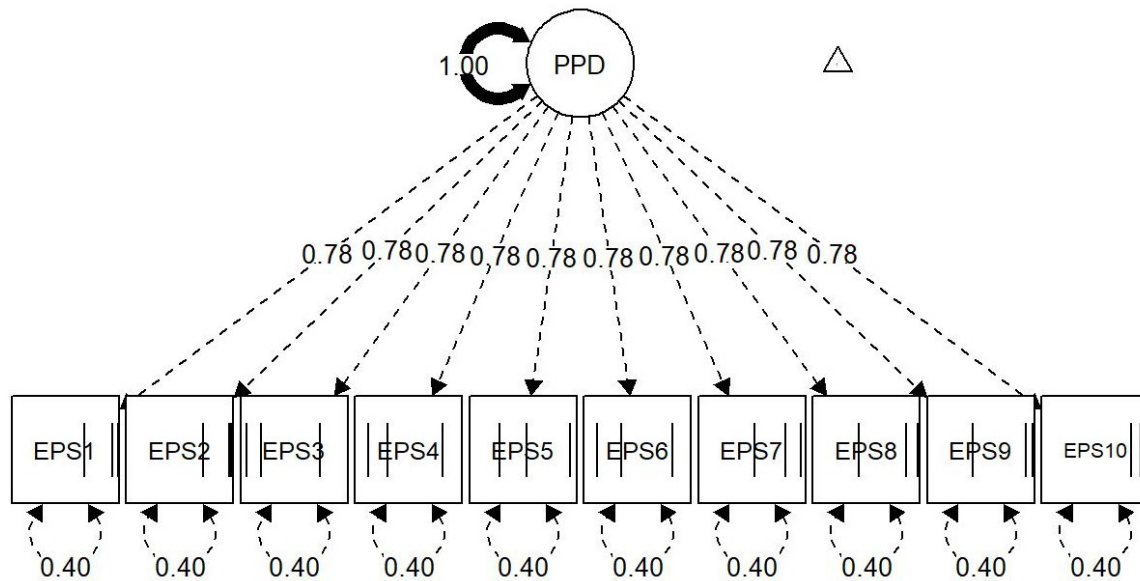 1.00 PPD
0.78 0.78 0.78 0.78 0.78 0.78 0.78 0.78 0.78 0.78
EPS1 EPS2 EPS3 EPS4 EPS5 EPS6 EPS7 EPS8 EPS9 EPS10
0.40 0.40 0.40 0.40 0.40 0.40 0.40 0.40 0.40 0.40